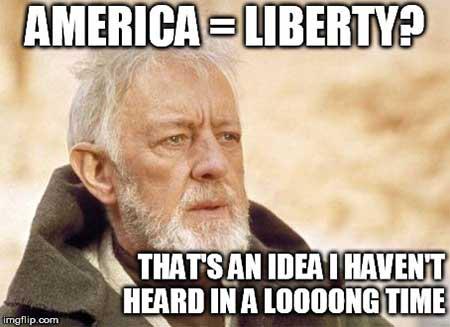 AMERICA = LIBERTY?
THAT'S AN IDEA I HAVEN'T
HEARD IN A LOOOONG TIME
imgflip.com